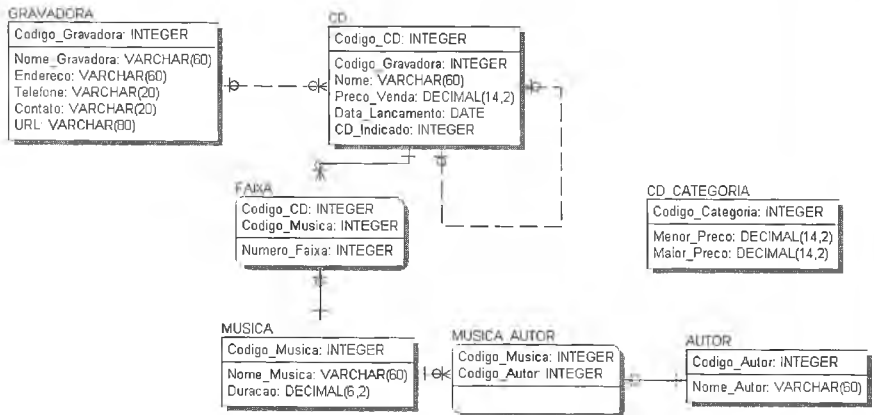 GRAVADORA
Codigo_Gravadora: INTEGER
Nome_Gravadora: VARCHAR(60)
Endereco: VARCHAR(60)
Telefone: VARCHAR(20)
Contato: VARCHAR(20)
URL: VARCHAR(80)
CD
Codigo_CD: INTEGER
Codigo_Gravadora: INTEGER
Nome: VARCHAR(60)
Preco_Venda: DECIMAL(14,2)
Data_Lancamento: DATE
CD_Indicado: INTEGER
FAIXA
Codigo_CD: INTEGER
Codigo_Musica: INTEGER
Numero_Faixa: INTEGER
CD_CATEGORIA
Codigo_Categoria: INTEGER
Menor_Preco: DECIMAL(14,2)
Maior_Preco: DECIMAL(14,2)
MUSICA
Codigo_Musica: INTEGER
Nome_Musica: VARCHAR(60)
Duracao: DECIMAL(6,2)
MUSICA_AUTOR
Codigo_Musica: INTEGER
Codigo_Autor: INTEGER
AUTOR
Codigo_Autor: INTEGER
Nome_Autor: VARCHAR(60)